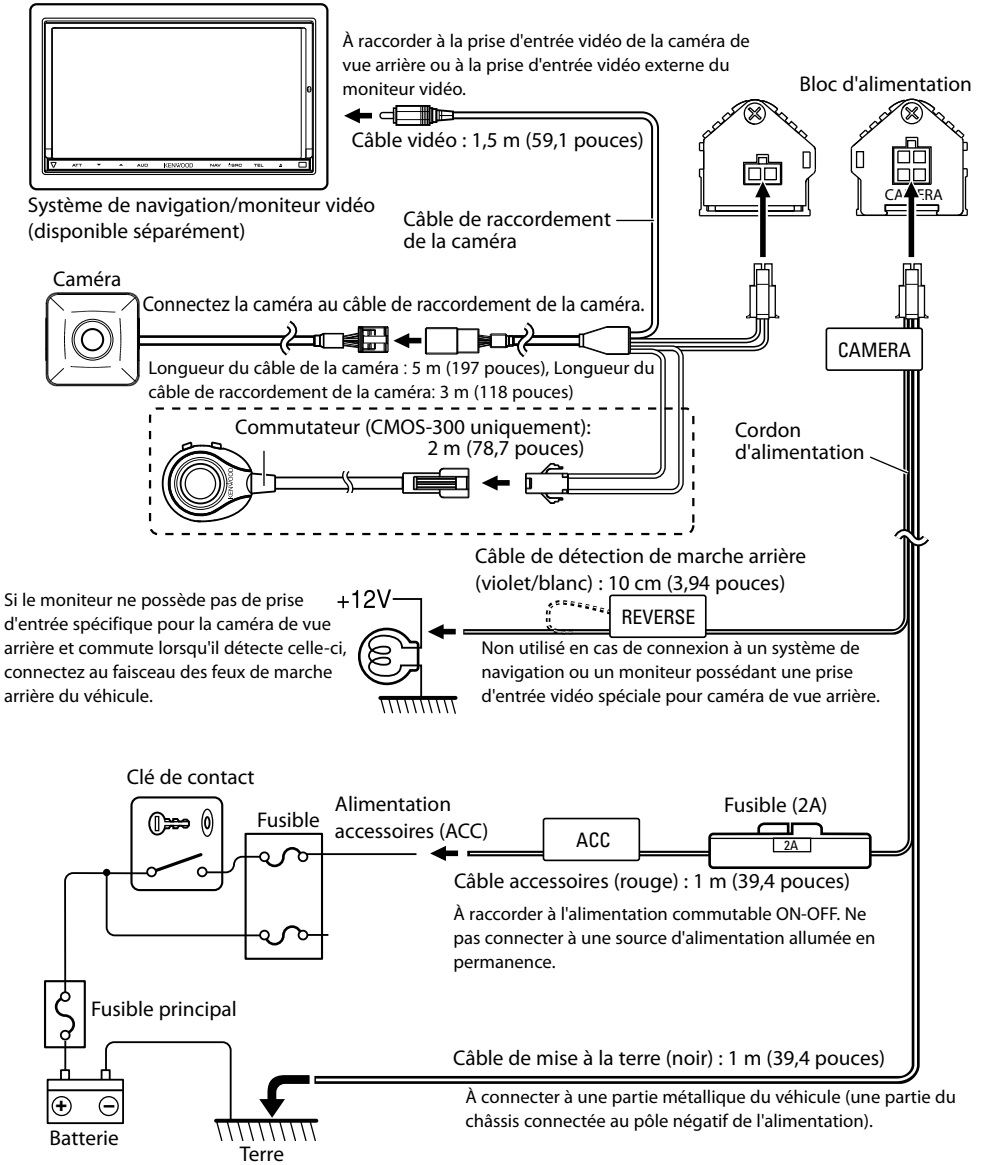 À raccorder à la prise d'entrée vidéo de la caméra de
vue arrière ou à la prise d'entrée vidéo externe du
moniteur vidéo.
Bloc d'alimentation
Câble vidéo : 1,5 m (59,1 pouces)
ATT
AUD
KENWOOD
NAV
SRC
TEL
CAMERA
Système de navigation/moniteur vidéo
(disponible séparément)
Câble de raccordement
de la caméra
Caméra
Connectez la caméra au câble de raccordement de la caméra.
CAMERA
Longueur du câble de la caméra : 5 m (197 pouces), Longueur du
câble de raccordement de la caméra: 3 m (118 pouces)
Commutateur (CMOS-300 uniquement):
2 m (78,7 pouces)
KENWOOD
Cordon
d'alimentation
Câble de détection de marche arrière
(violet/blanc) : 10 cm (3,94 pouces)
Si le moniteur ne possède pas de prise
d'entrée spécifique pour la caméra de vue
arrière et commute lorsqu'il détecte celle-ci,
connectez au faisceau des feux de marche
arrière du véhicule.
+12V
REVERSE
Non utilisé en cas de connexion à un système de
navigation ou un moniteur possédant une prise
d'entrée vidéo spéciale pour caméra de vue arrière.
Clé de contact
Fusible
Alimentation
accessoires (ACC)
ACC
Fusible (2A)
2A
Câble accessoires (rouge) : 1 m (39,4 pouces)
À raccorder à l'alimentation commutable ON-OFF. Ne
pas connecter à une source d'alimentation allumée en
permanence.
Fusible principal
Câble de mise à la terre (noir) : 1 m (39,4 pouces)
À connecter à une partie métallique du véhicule (une partie du
châssis connectée au pôle négatif de l'alimentation).
Batterie
Terre